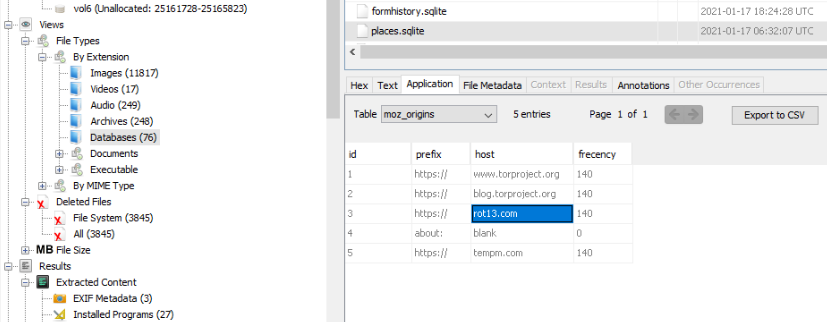 vol6 (Unallocated: 25161728-25165823)
Views
File Types
By Extension
Images (11817)
Videos (17)
Audio (249)
Archives (248)
Databases (76)
Documents
Executable
By MIME Type
Deleted Files
File System (3845)
All (3845)
MB File Size
Results
Extracted Content
EXIF Metadata (3)
Installed Programs (27)
formhistory.sqlite 2021-01-17 18:24:28 UTC
places.sqlite 2021-01-17 06:32:07 UTC
Hex Text Application File Metadata Context Results Annotations Other Occurrences
Table moz_origins 5 entries Page 1 of 1 Export to CSV
id prefix host frecency
1 https:// www.torproject.org 140
2 https:// blog.torproject.org 140
3 https:// rot13.com 140
4 about: blank 0
5 https:// tempm.com 140